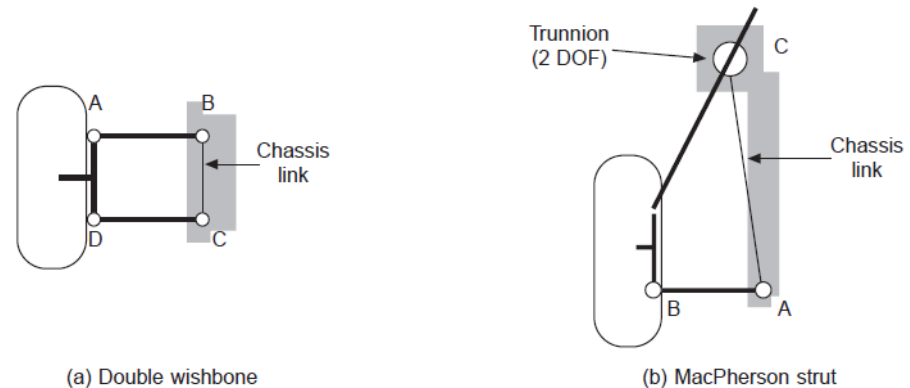 A
B
Chassis
link
D
C
(a) Double wishbone
Trunnion
(2 DOF)
C
Chassis
link
B
A
(b) MacPherson strut